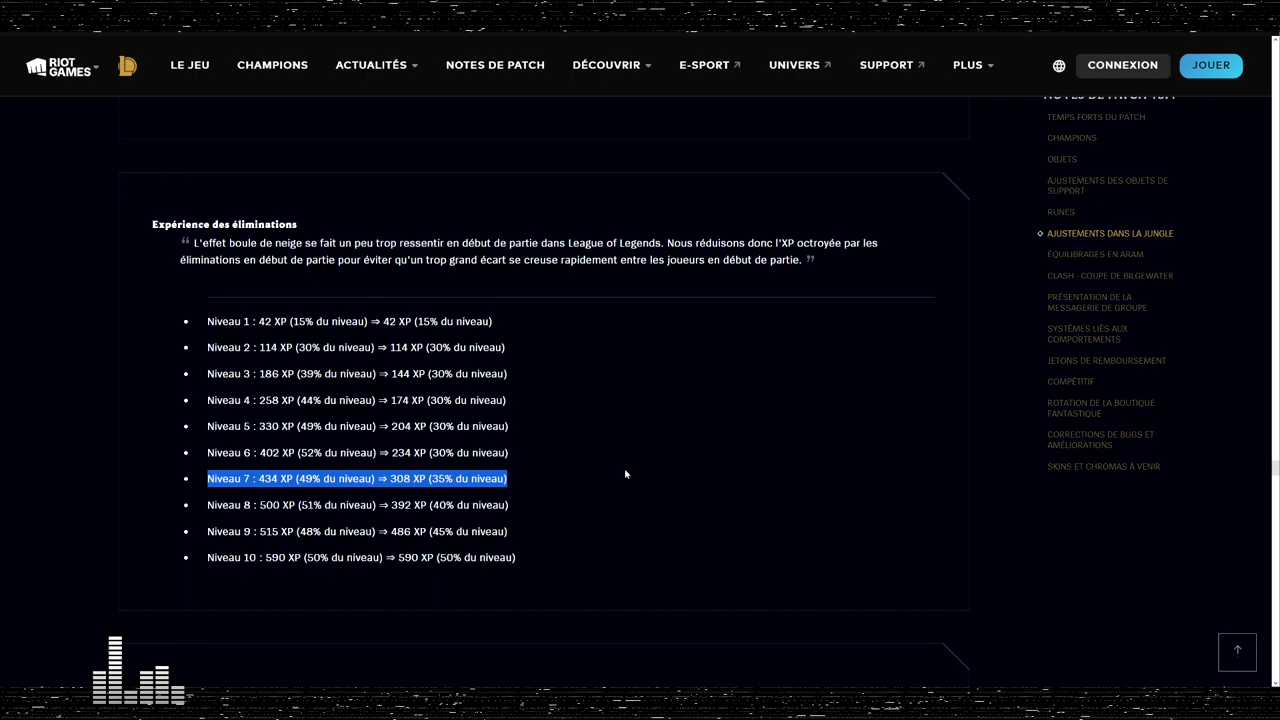 RIOT GAMES
LE JEU
CHAMPIONS
ACTUALITÉS
NOTES DE PATCH
DÉCOUVRIR
E-SPORT
UNIVERS
SUPPORT
PLUS
CONNEXION
JOUER
TEMPS FORTS DU PATCH
CHAMPIONS
OBJETS
AJUSTEMENTS DES OBJETS DE
SUPPORT
RUNES
AJUSTEMENTS DANS LA JUNGLE
ÉQUILIBRAGES EN ARAM
CLASH - COUPE DE BILGEWATER
PRÉSENTATION DE LA
MESSAGERIE DE GROUPE
SYSTÈMES LIÉS AUX
COMPORTEMENTS
JETONS DE REMBOURSEMENT
COMPÉTITIF
ROTATION DE LA BOUTIQUE
FANTASTIQUE
CORRECTIONS DE BUGS ET
AMÉLIORATIONS
SKINS ET CHROMAS À VENIR
Expérience des éliminations
“ L'effet boule de neige se fait un peu trop ressentir en début de partie dans League of Legends. Nous réduisons donc l'XP octroyée par les
éliminations en début de partie pour éviter qu'un trop grand écart se creuse rapidement entre les joueurs en début de partie. ”
• Niveau 1 : 42 XP (15% du niveau) ⇒ 42 XP (15% du niveau)
• Niveau 2 : 114 XP (30% du niveau) ⇒ 114 XP (30% du niveau)
• Niveau 3 : 186 XP (39% du niveau) ⇒ 144 XP (30% du niveau)
• Niveau 4 : 258 XP (44% du niveau) ⇒ 174 XP (30% du niveau)
• Niveau 5 : 330 XP (49% du niveau) ⇒ 204 XP (30% du niveau)
• Niveau 6 : 402 XP (52% du niveau) ⇒ 234 XP (30% du niveau)
• Niveau 7 : 434 XP (49% du niveau) ⇒ 308 XP (35% du niveau)
• Niveau 8 : 500 XP (51% du niveau) ⇒ 392 XP (40% du niveau)
• Niveau 9 : 515 XP (48% du niveau) ⇒ 486 XP (45% du niveau)
• Niveau 10 : 590 XP (50% du niveau) ⇒ 590 XP (50% du niveau)